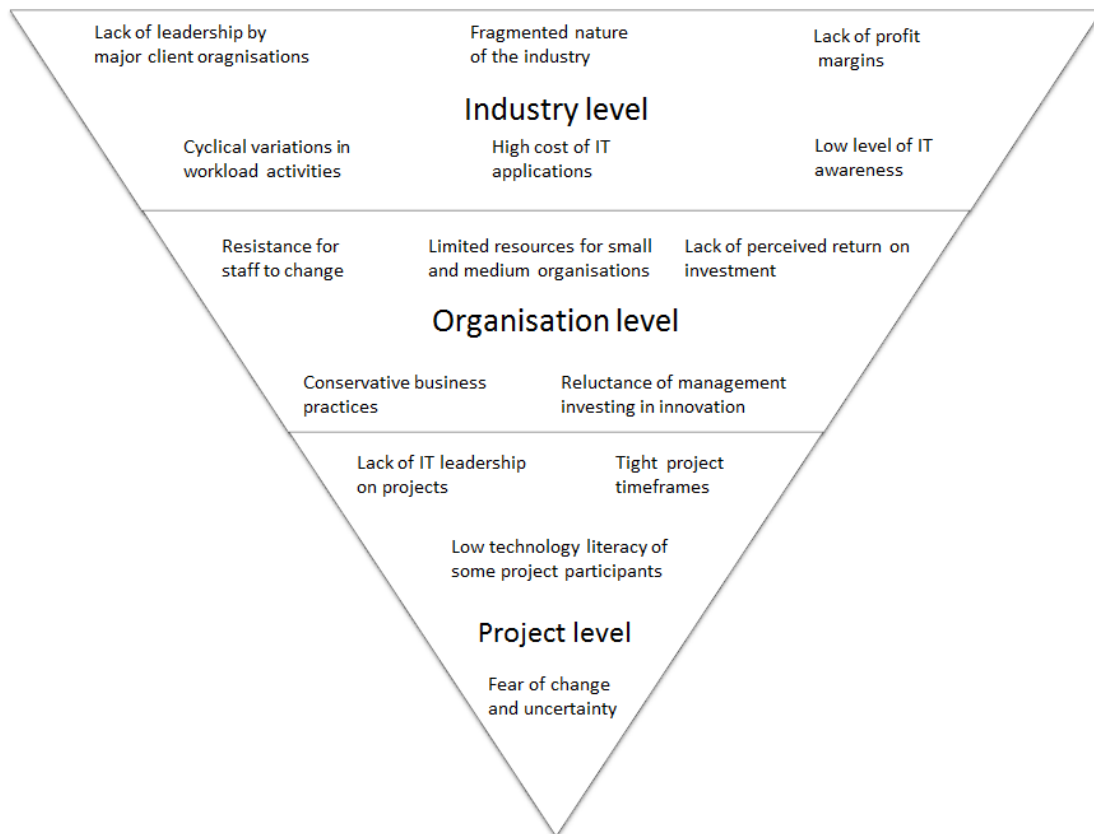 Lack of leadership by
major client oragnisations
Fragmented nature
of the industry
Lack of profit
margins
Industry level
Cyclical variations in
workload activities
High cost of IT
applications
Low level of IT
awareness
Resistance for
staff to change
Limited resources for small
and medium organisations
Lack of perceived return on
investment
Organisation level
Conservative business
practices
Reluctance of management
investing in innovation
Lack of IT leadership
on projects
Tight project
timeframes
Low technology literacy of
some project participants
Project level
Fear of change
and uncertainty